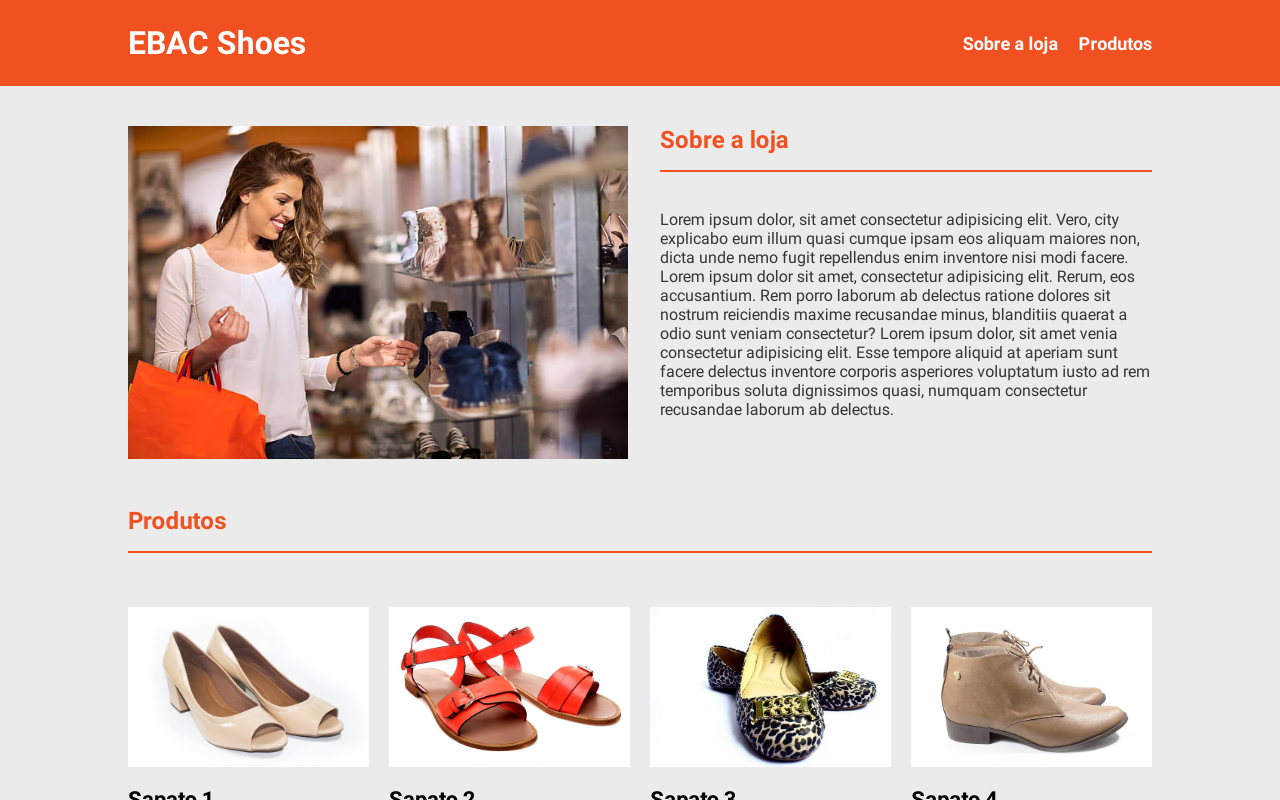 EBAC Shoes
Sobre a loja
Produtos
Sobre a loja
Lorem ipsum dolor, sit amet consectetur adipisicing elit. Vero, city
explicabo eum illum quasi cumque ipsam eos aliquam maiores non,
dicta unde nemo fugit repellendus enim inventore nisi modi facere.
Lorem ipsum dolor sit amet, consectetur adipisicing elit. Rerum, eos
accusantium. Rem porro laborum ab delectus ratione dolores sit
nostrum reiciendis maxime recusandae minus, blanditiis quaerat a
odio sunt veniam consectetur? Lorem ipsum dolor, sit amet venia
consectetur adipisicing elit. Esse tempore aliquid at aperiam sunt
facere delectus inventore corporis asperiores voluptatum iusto ad rem
temporibus soluta dignissimos quasi, numquam consectetur
recusandae laborum ab delectus.
Produtos
Sapato 1
Sapato 2
Sapato 3
Sapato 4